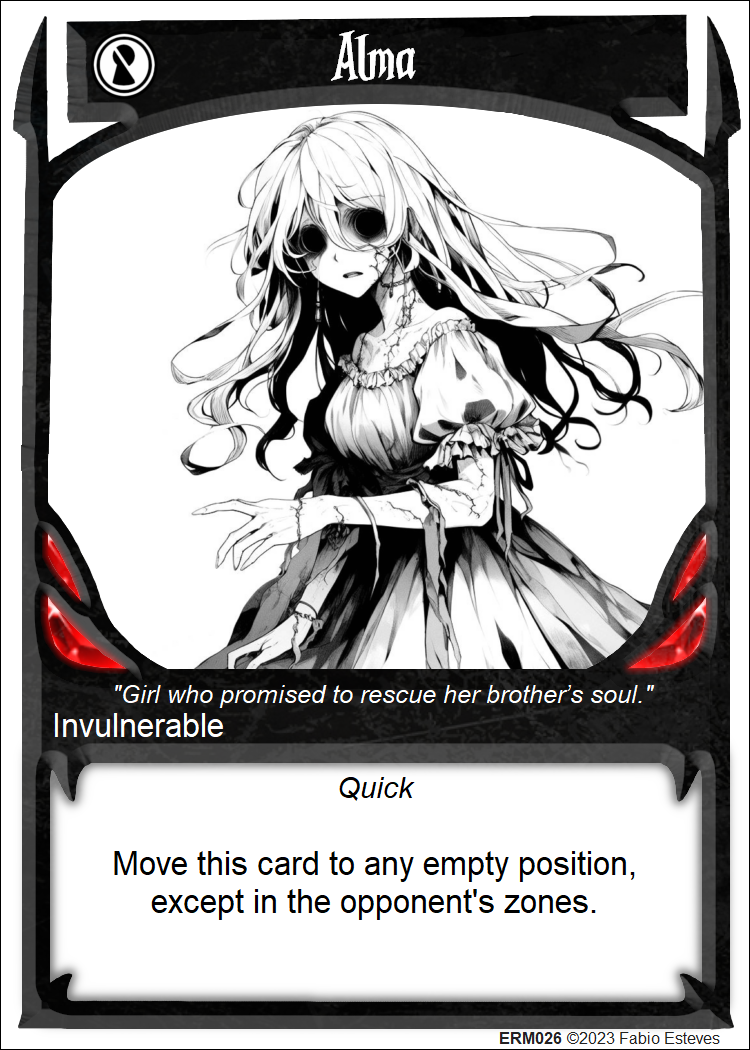 Alma
"Girl who promised to rescue her brother’s soul."
Invulnerable
Quick
Move this card to any empty position,
except in the opponent's zones.
ERM026 ©2023 Fabio Esteves